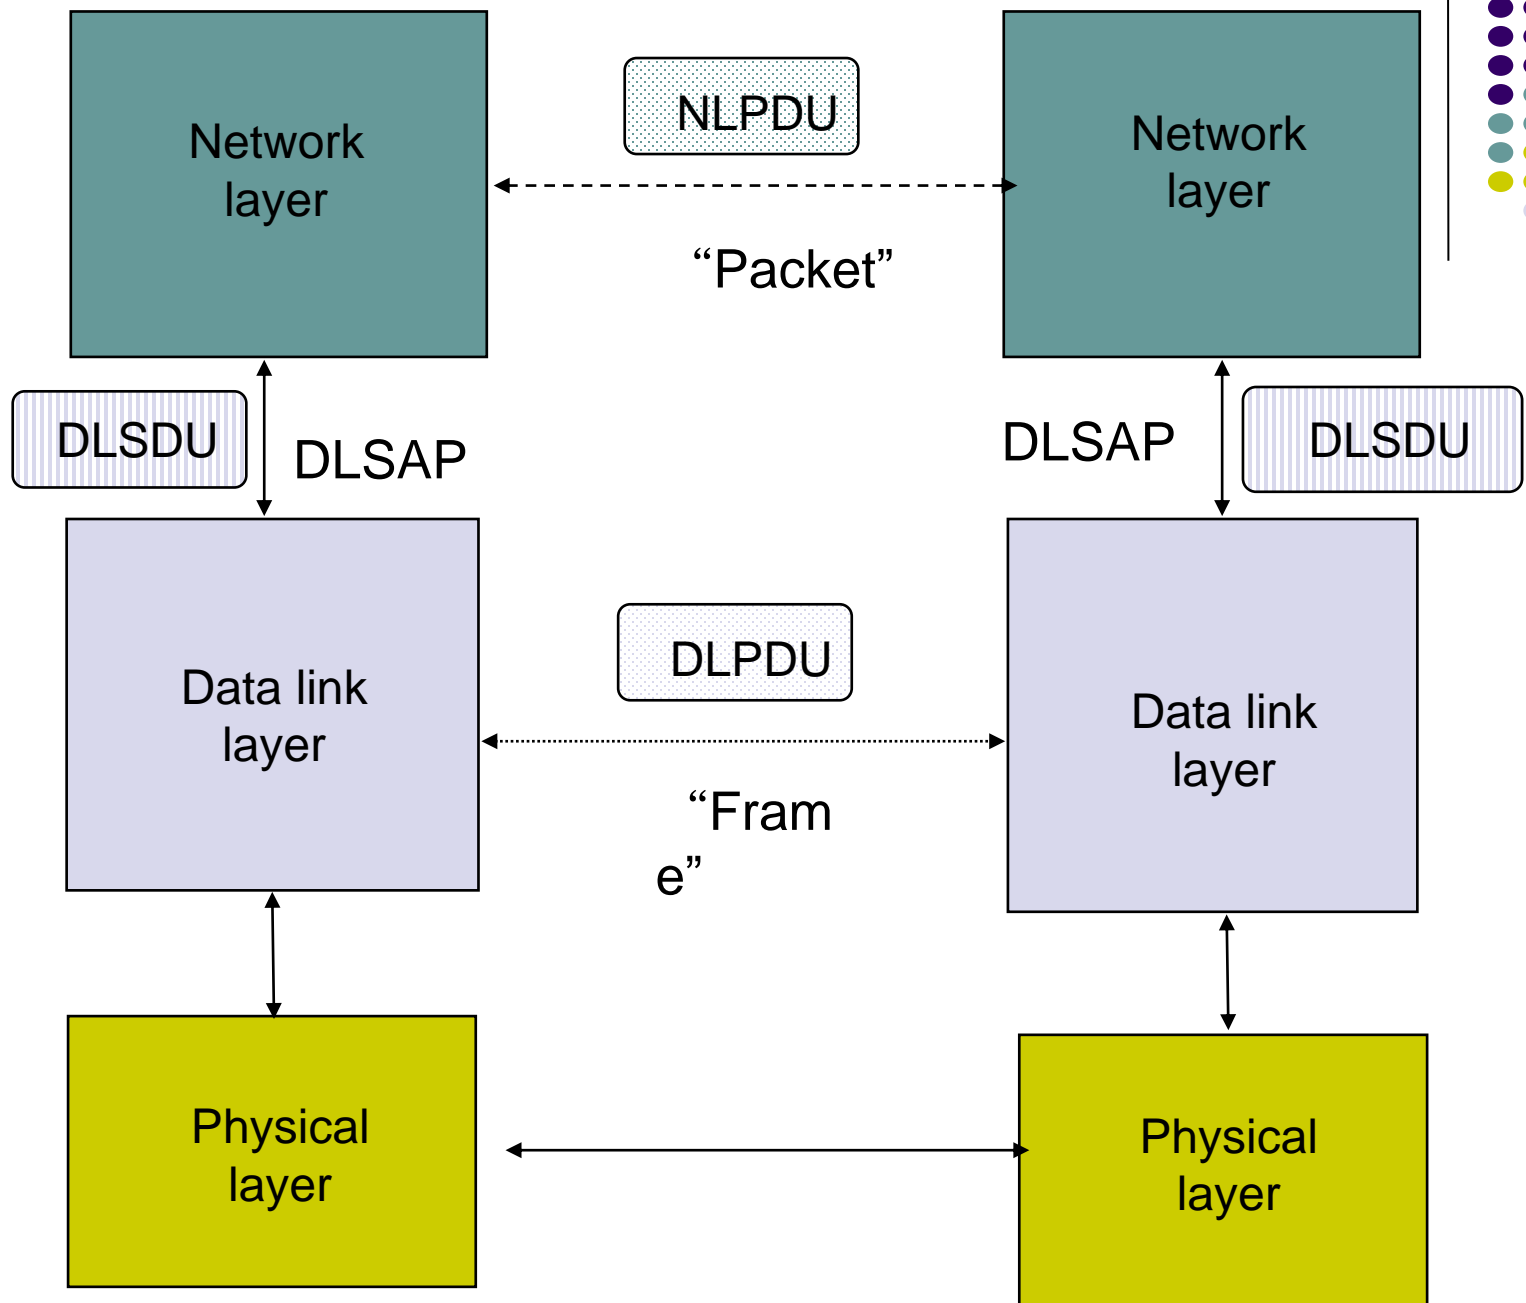 Network
layer
NLPDU
“Packet”
Network
layer
DLSDU
DLSAP
DLSAP
DLSDU
Data link
layer
DLPDU
“Fram
e”
Data link
layer
Physical
layer
Physical
layer